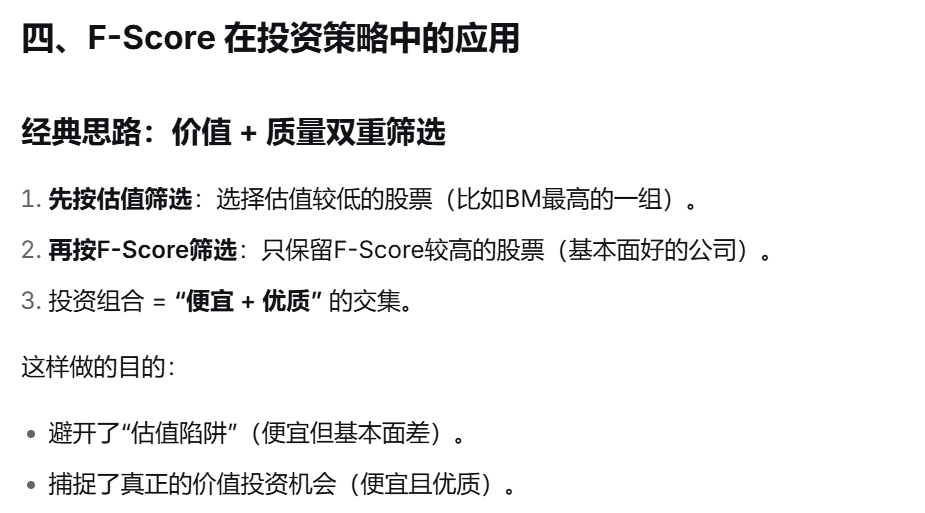 四、F-Score 在投资策略中的应用
经典思路：价值 + 质量双重筛选
1. 先按估值筛选：选择估值较低的股票（比如BM最高的一组）。
2. 再按F-Score筛选：只保留F-Score较高的股票（基本面好的公司）。
3. 投资组合 = “便宜 + 优质” 的交集。
这样做的目的：
• 避开了“估值陷阱”（便宜但基本面差）。
• 捕捉了真正的价值投资机会（便宜且优质）。